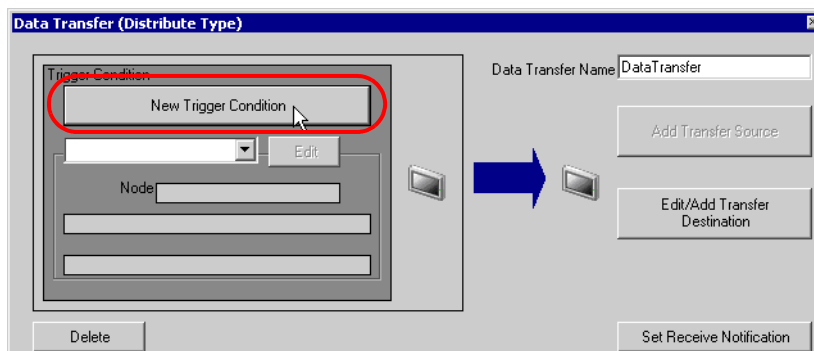 Data Transfer (Distribute Type)
Trigger Condition
New Trigger Condition
Edit
Node
Data Transfer Name DataTransfer
Add Transfer Source
Edit/Add Transfer
Destination
Delete
Set Receive Notification